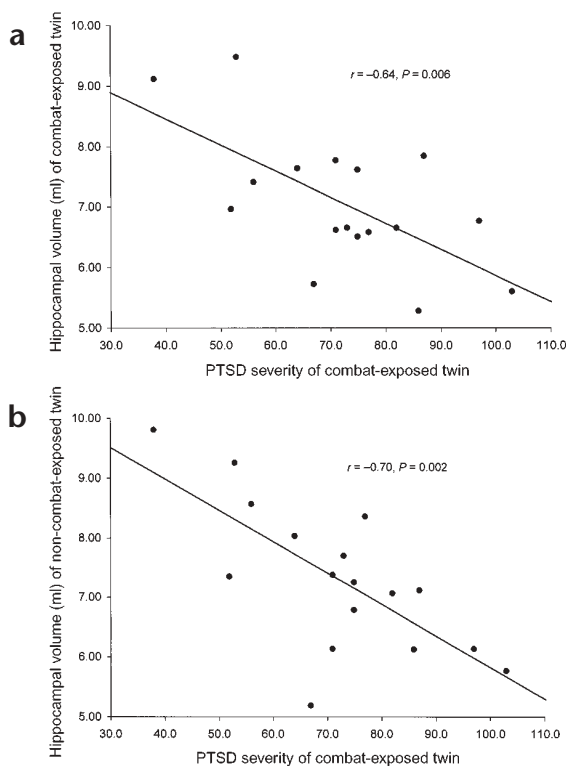 a
Hippocampal volume (ml) of combat-exposed twin
10.00
9.00
8.00
7.00
6.00
5.00
r = –0.64, P = 0.006
30.0 40.0 50.0 60.0 70.0 80.0 90.0 100.0 110.0
PTSD severity of combat-exposed twin
b
Hippocampal volume (ml) of non-combat-exposed twin
10.00
9.00
8.00
7.00
6.00
5.00
r = –0.70, P = 0.002
30.0 40.0 50.0 60.0 70.0 80.0 90.0 100.0 110.0
PTSD severity of combat-exposed twin